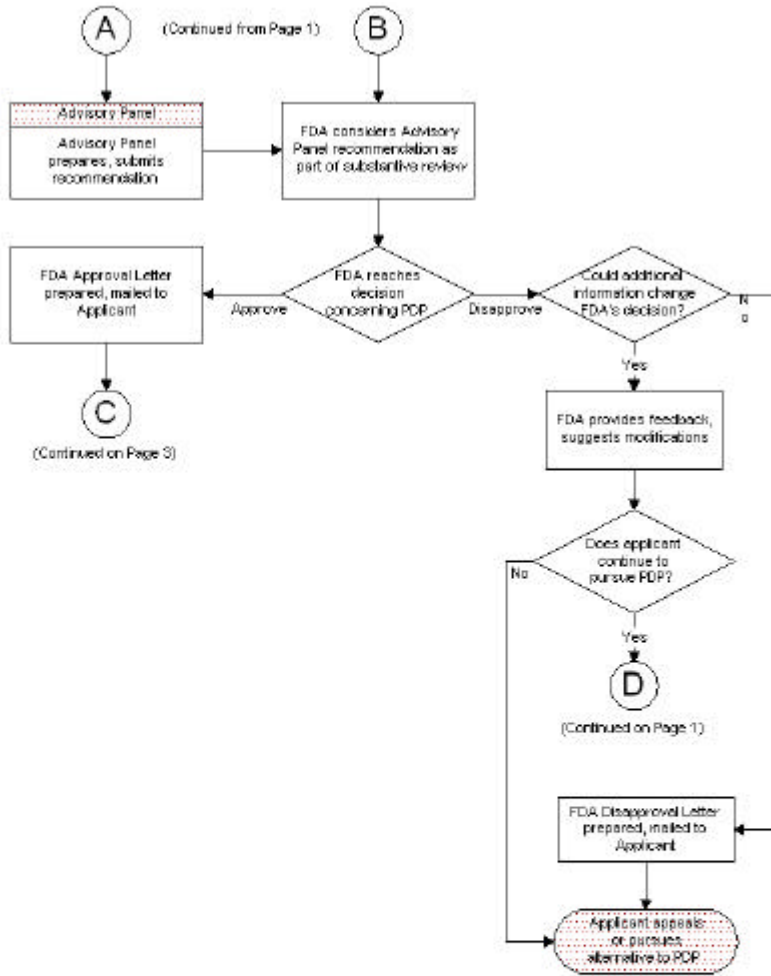 A
(Continued from Page 1)
B
Advisory Panel
Advisory Panel
prepares, submits
recommendation
FDA considers Advisory
Panel recommendation as
part of substantive review
FDA Approval Letter
prepared, mailed to
Applicant
Approve
FDA reaches
decision
concerning PDP
Disapprove
Could additional
information change
FDA's decision?
N
o
Yes
C
(Continued on Page 3)
FDA provides feedback,
suggests modifications
Does applicant
continue to
pursue PDP?
No
Yes
D
(Continued on Page 1)
FDA Disapproval Letter
prepared, mailed to
Applicant
Applicant appeals
or pursues
alternative to PDP